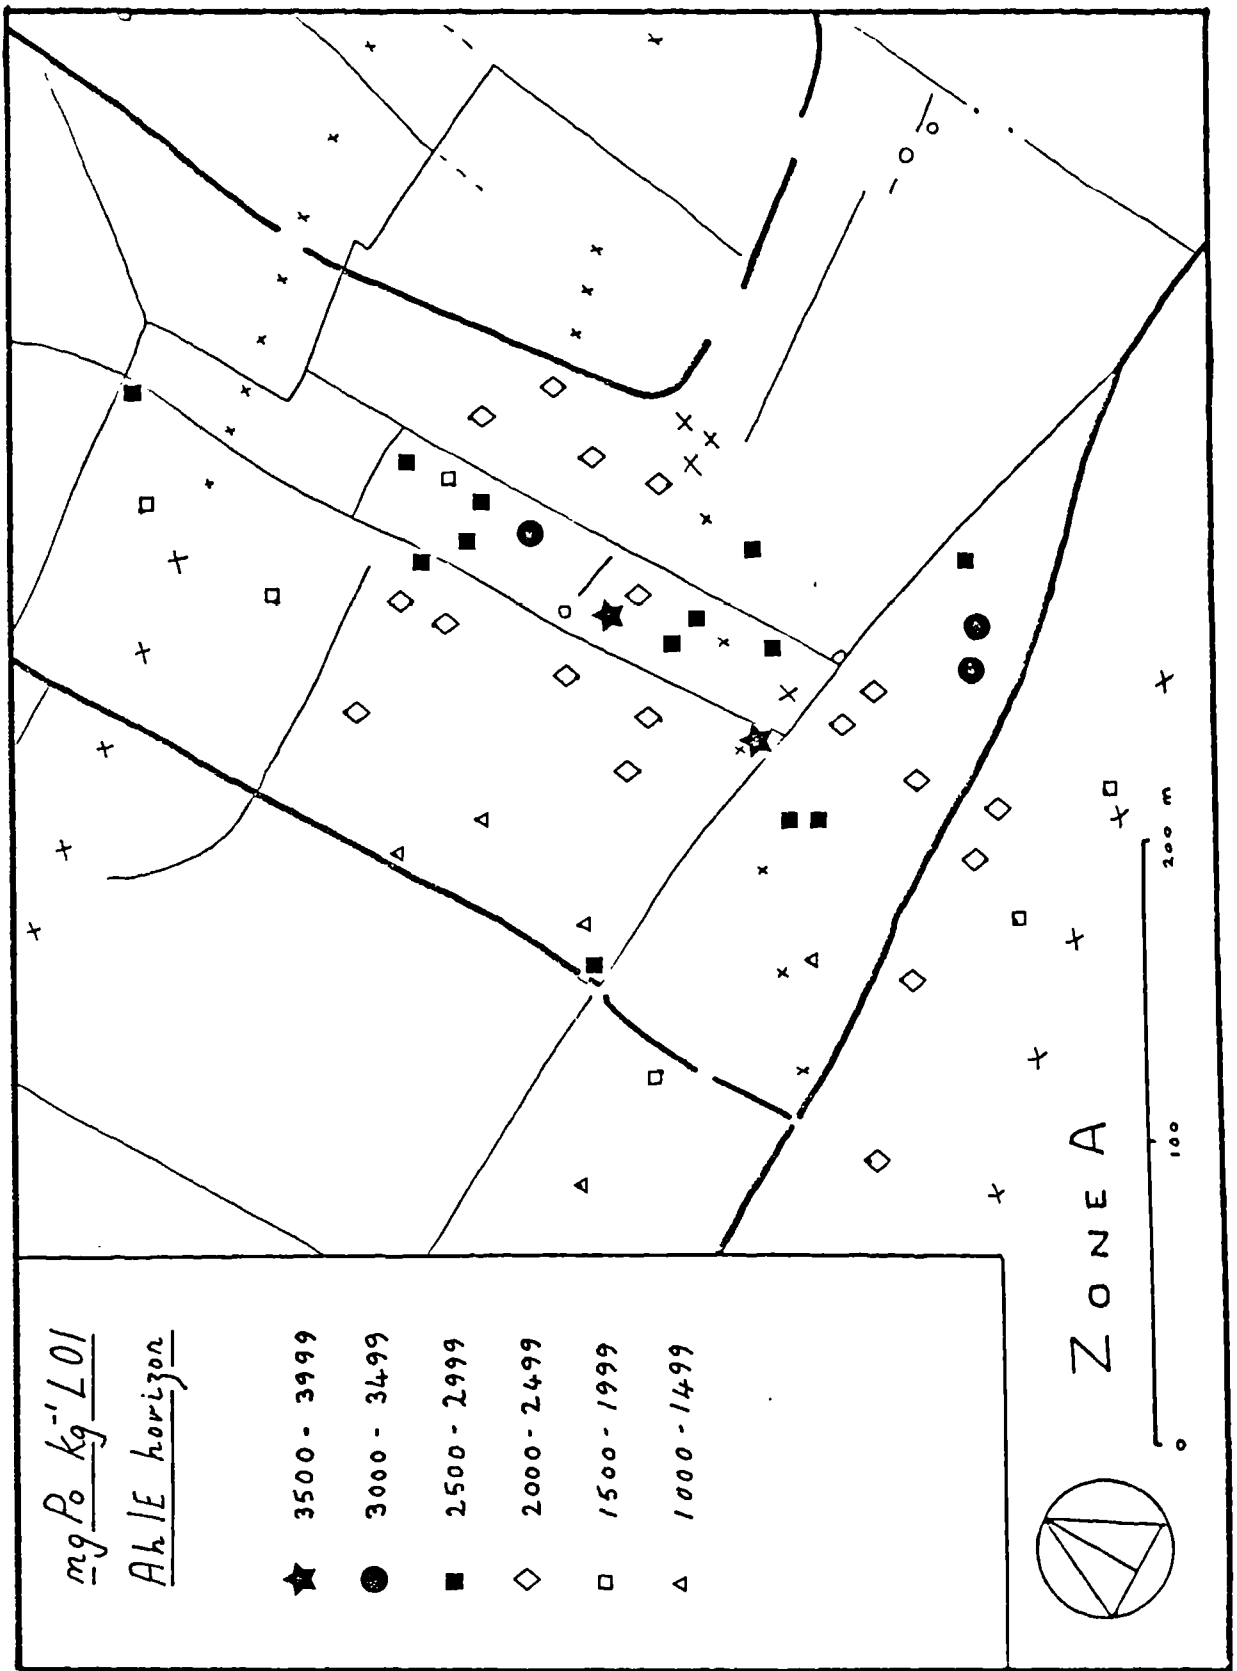 mg Po kg⁻¹ LOI
Ah/E horizon
3500 - 3999
3000 - 3499
2500 - 2999
2000 - 2499
1500 - 1999
1000 - 1499
ZONE A
0 100 200 m